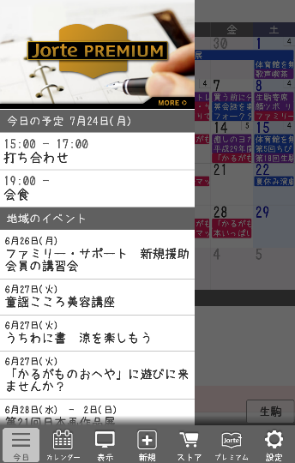 Jorte PREMIUM
MORE
今日の予定 7月24日(月)
15:00 - 17:00
打ち合わせ
19:00 -
会食
地域のイベント
6月26日(月)
ファミリー・サポート 新規援助
会員の講習会
6月27日(火)
童謡こころ美容講座
6月27日(火)
うちわに書 涼を楽しもう
6月27日(火)
「かるがものおへや」に遊びに来
ませんか？
6月28日(水) - 2日(日)
金 土
30 1 4
7 8
14 5 15
21 22
28 29
4 5
生駒
今日 カレンダー 表示 新規 ストア プレミアム 設定
Jorte